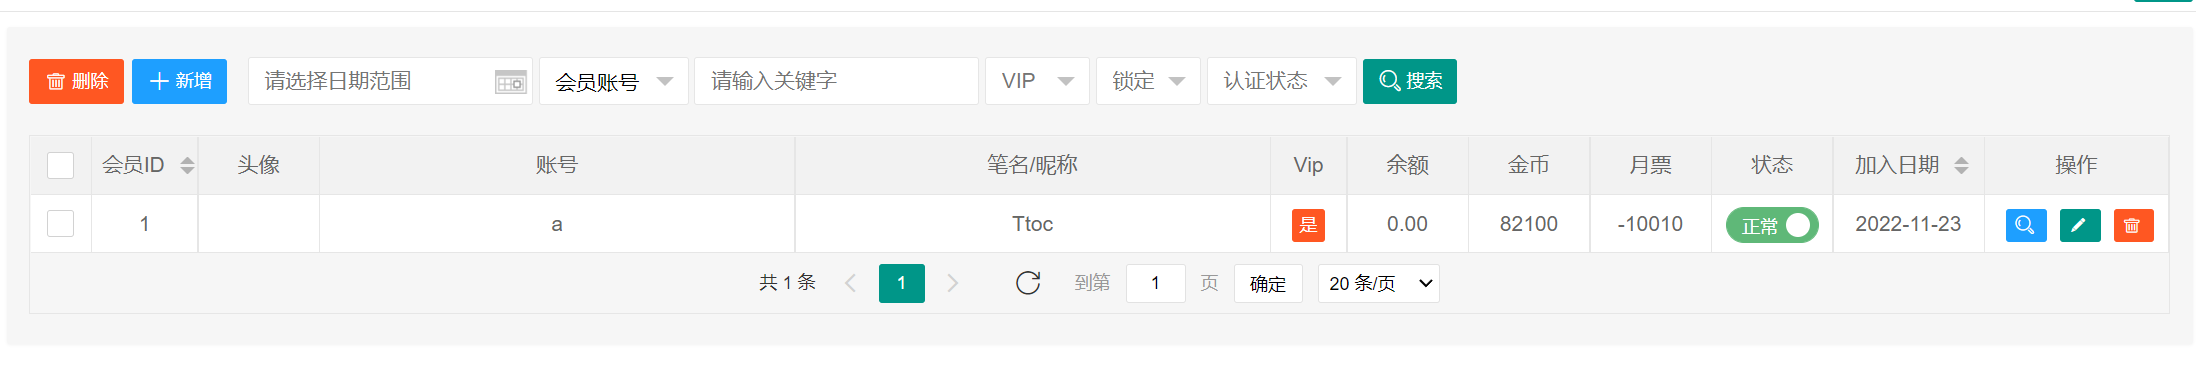 删除 新增 请选择日期范围 会员账号 请输入关键字 VIP 锁定 认证状态 搜索
会员ID 头像 账号 笔名/昵称 Vip 余额 金币 月票 状态 加入日期 操作
1 a Ttoc 是 0.00 82100 -10010 正常 2022-11-23
共 1 条 1 到第 1 页 确定 20 条/页